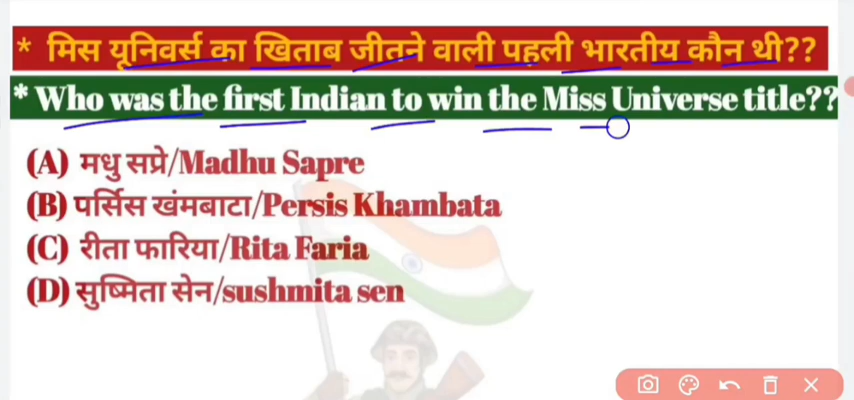 * मिस यूनिवर्स का खिताब जीतने वाली पहली भारतीय कौन थी??
* Who was the first Indian to win the Miss Universe title??
(A) मधु सप्रे/Madhu Sapre
(B) पर्सिस खंमबाटा/Persis Khambata
(C) रीता फारिया/Rita Faria
(D) सुष्मिता सेन/sushmita sen